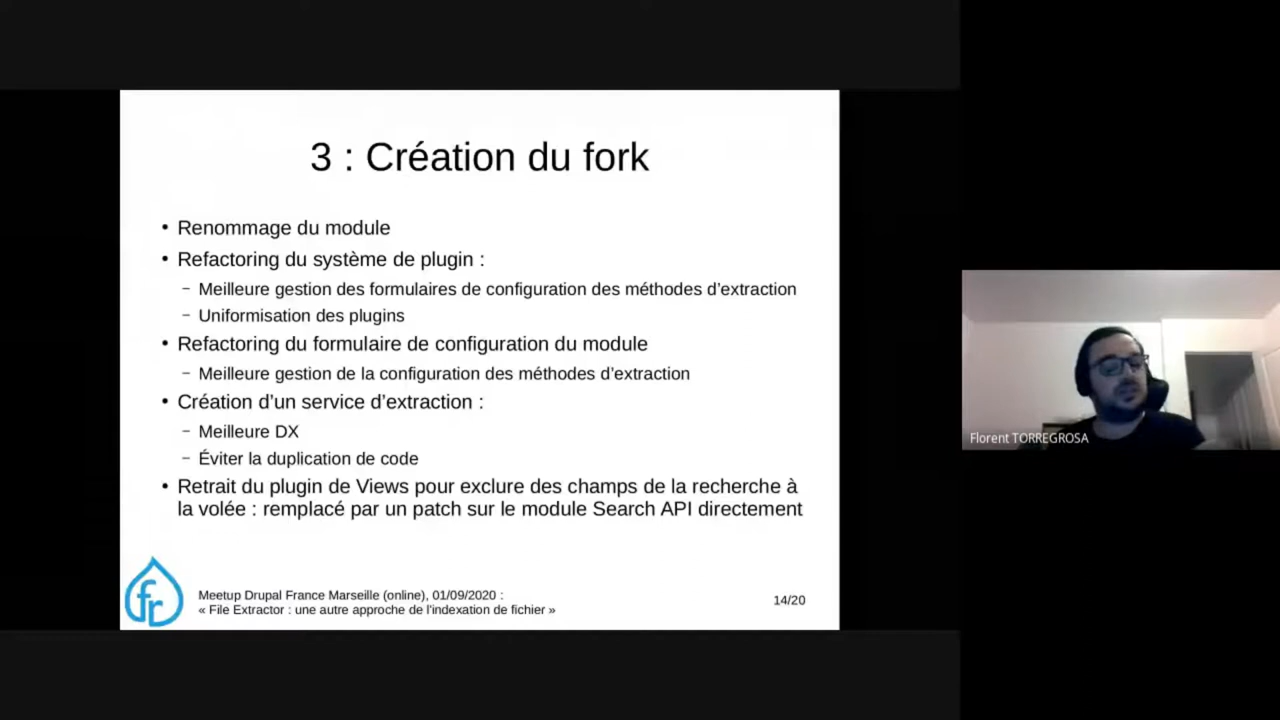 3 : Création du fork
• Renommage du module
• Refactoring du système de plugin :
– Meilleure gestion des formulaires de configuration des méthodes d’extraction
– Uniformisation des plugins
• Refactoring du formulaire de configuration du module
– Meilleure gestion de la configuration des méthodes d’extraction
• Création d’un service d’extraction :
– Meilleure DX
– Éviter la duplication de code
• Retrait du plugin de Views pour exclure des champs de la recherche à
la volée : remplacé par un patch sur le module Search API directement
fr
Meetup Drupal France Marseille (online), 01/09/2020 :
« File Extractor : une autre approche de l'indexation de fichier »
14/20
Florent TORREGROSA